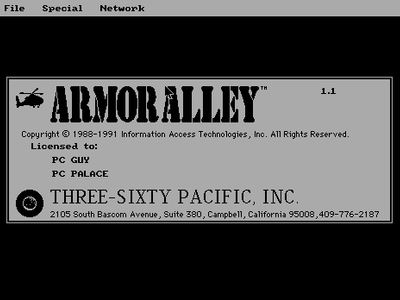 File Special Network
ARMOR ALLEY™ 1.1
Copyright © 1988-1991 Information Access Technologies, Inc. All Rights Reserved.
Licensed to:
PC GUY
PC PALACE
THREE-SIXTY PACIFIC, INC.
2105 South Bascom Avenue, Suite 380, Campbell, California 95008,409-776-2187